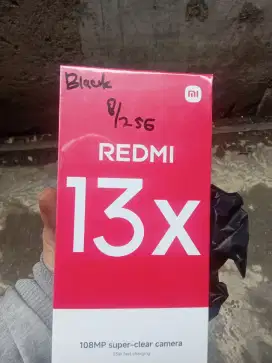 Black
8/256
mi
REDMI
13x
108MP super-clear camera